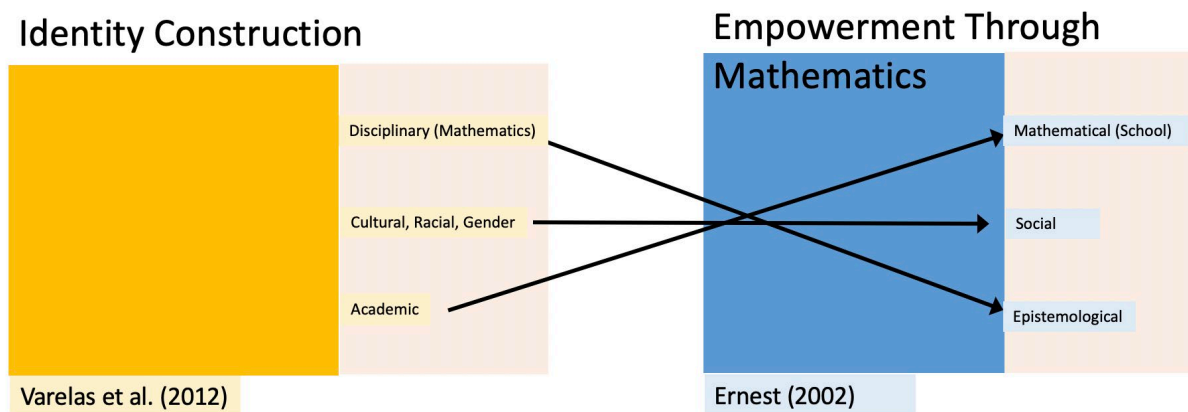 Identity Construction
Disciplinary (Mathematics)
Cultural, Racial, Gender
Academic
Varelas et al. (2012)
Empowerment Through
Mathematics
Mathematical (School)
Social
Epistemological
Ernest (2002)